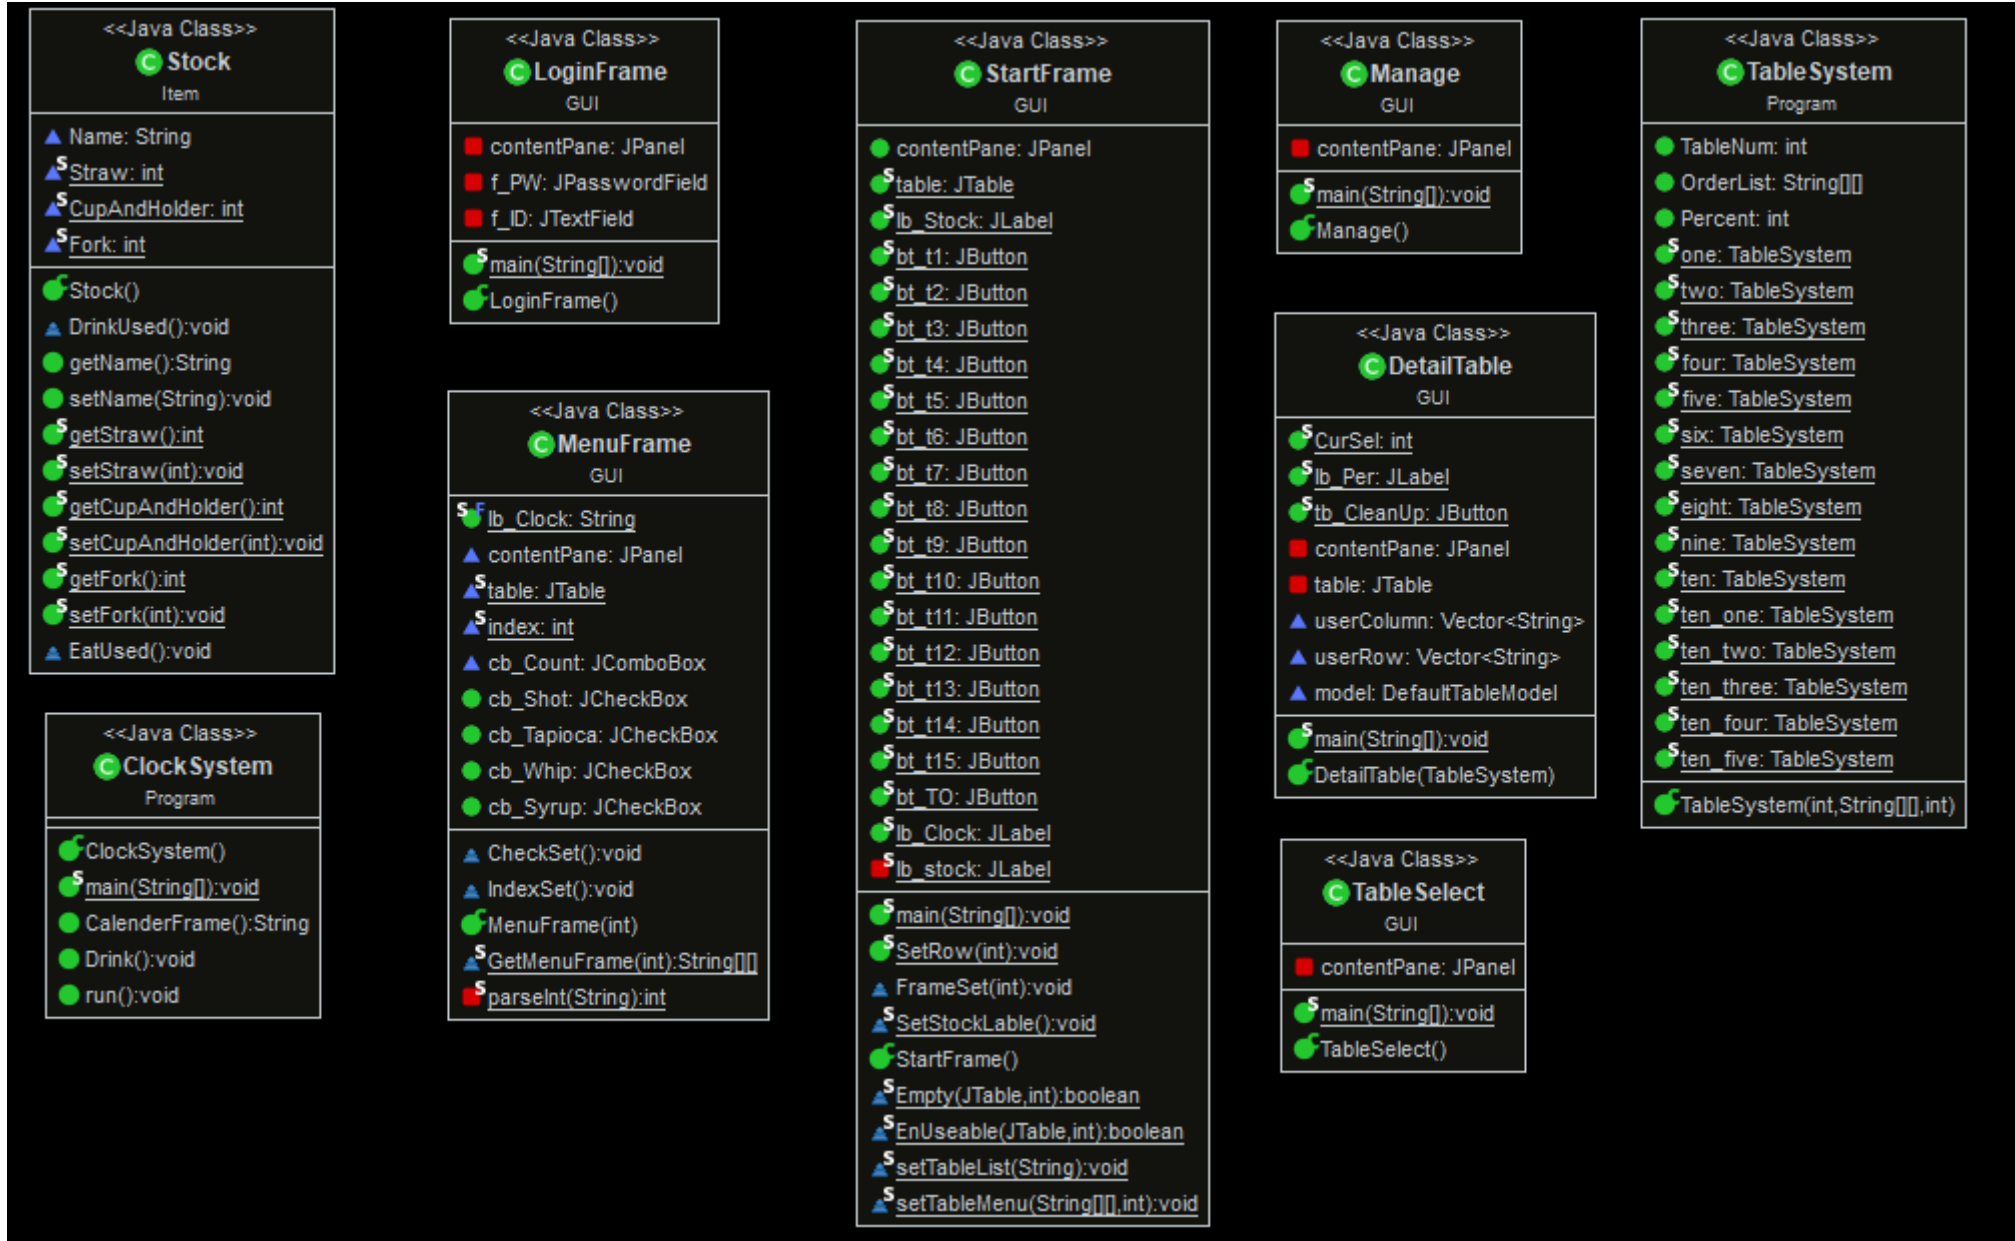 <<Java Class>>
Stock
Item
Name: String
Straw: int
CupAndHolder: int
Fork: int
Stock()
DrinkUsed():void
getName():String
setName(String):void
getStraw():int
setStraw(int):void
getCupAndHolder():int
setCupAndHolder(int):void
getFork():int
setFork(int):void
EatUsed():void
<<Java Class>>
ClockSystem
Program
ClockSystem()
main(String[]):void
CalenderFrame():String
Drink():void
run():void
<<Java Class>>
LoginFrame
GUI
contentPane: JPanel
f_PW: JPasswordField
f_ID: JTextField
main(String[]):void
LoginFrame()
<<Java Class>>
MenuFrame
GUI
lb_Clock: String
contentPane: JPanel
table: JTable
index: int
cb_Count: JComboBox
cb_Shot: JCheckBox
cb_Tapioca: JCheckBox
cb_Whip: JCheckBox
cb_Syrup: JCheckBox
CheckSet():void
IndexSet():void
MenuFrame(int)
GetMenuFrame(int):String[][]
parseInt(String):int
<<Java Class>>
StartFrame
GUI
contentPane: JPanel
table: JTable
lb_Stock: JLabel
bt_t1: JButton
bt_t2: JButton
bt_t3: JButton
bt_t4: JButton
bt_t5: JButton
bt_t6: JButton
bt_t7: JButton
bt_t8: JButton
bt_t9: JButton
bt_t10: JButton
bt_t11: JButton
bt_t12: JButton
bt_t13: JButton
bt_t14: JButton
bt_t15: JButton
bt_TO: JButton
lb_Clock: JLabel
lb_stock: JLabel
main(String[]):void
SetRow(int):void
FrameSet(int):void
SetStockLable():void
StartFrame()
Empty(JTable,int):boolean
EnUseable(JTable,int):boolean
setTableList(String):void
setTableMenu(String[][],int):void
<<Java Class>>
Manage
GUI
contentPane: JPanel
main(String[]):void
Manage()
<<Java Class>>
DetailTable
GUI
CurSel: int
lb_Per: JLabel
tb_CleanUp: JButton
contentPane: JPanel
table: JTable
userColumn: Vector<String>
userRow: Vector<String>
model: DefaultTableModel
main(String[]):void
DetailTable(TableSystem)
<<Java Class>>
TableSelect
GUI
contentPane: JPanel
main(String[]):void
TableSelect()
<<Java Class>>
TableSystem
Program
TableNum: int
OrderList: String[][]
Percent: int
one: TableSystem
two: TableSystem
three: TableSystem
four: TableSystem
five: TableSystem
six: TableSystem
seven: TableSystem
eight: TableSystem
nine: TableSystem
ten: TableSystem
ten_one: TableSystem
ten_two: TableSystem
ten_three: TableSystem
ten_four: TableSystem
ten_five: TableSystem
TableSystem(int,String[][],int)